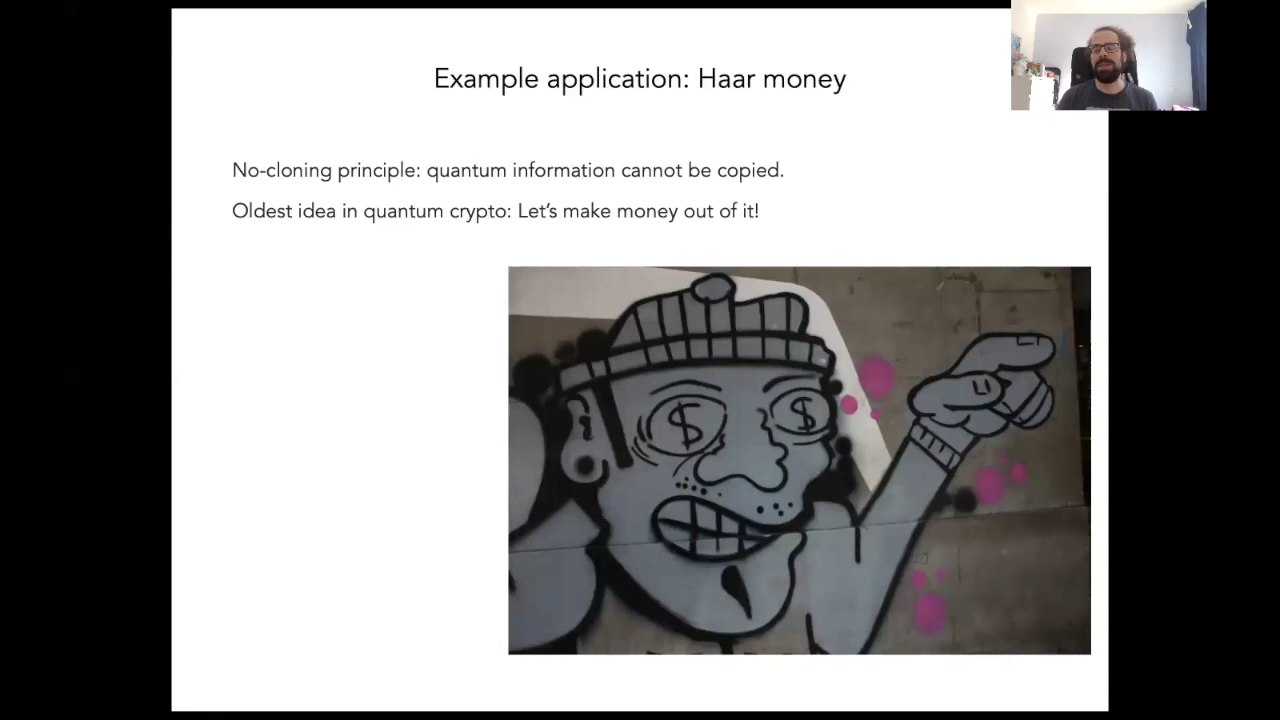 Example application: Haar money
No-cloning principle: quantum information cannot be copied.
Oldest idea in quantum crypto: Let's make money out of it!
$ $